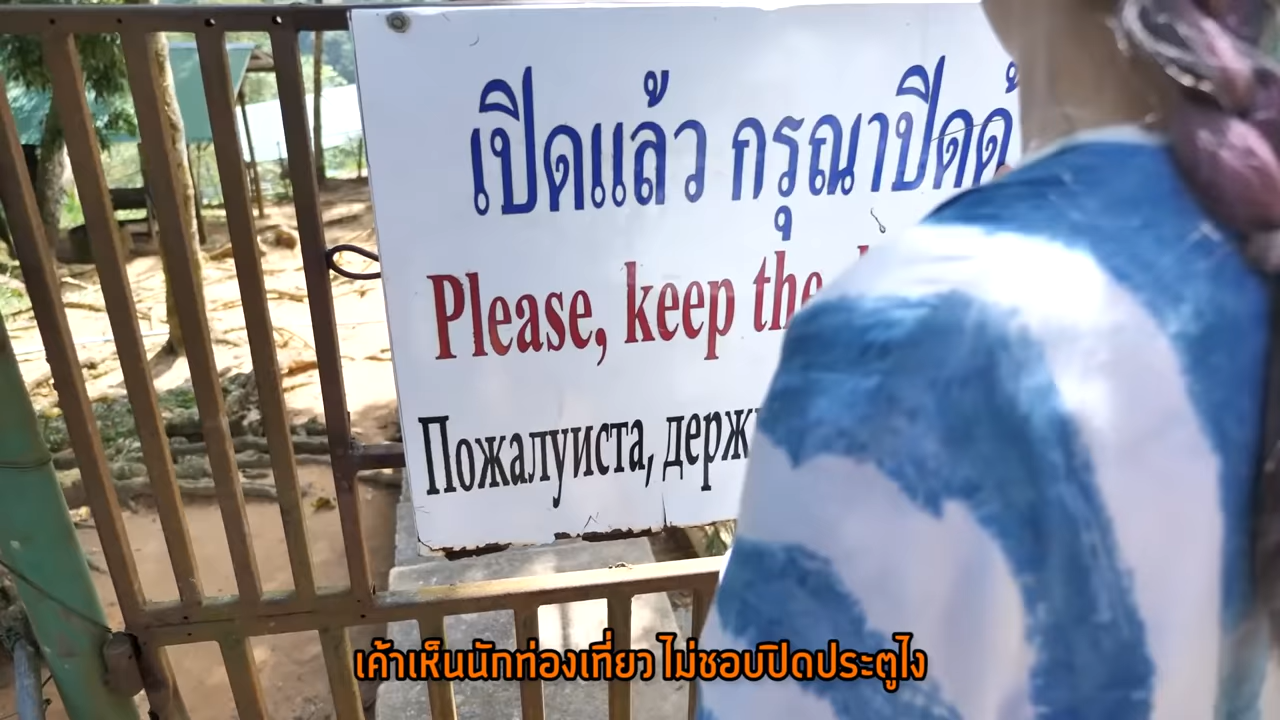 เปิดแล้ว กรุณาปิดด้
Please, keep the
Пожалуиста, держ
เค้าเห็นนักท่องเที่ยว ไม่ชอบปิดประตูไง